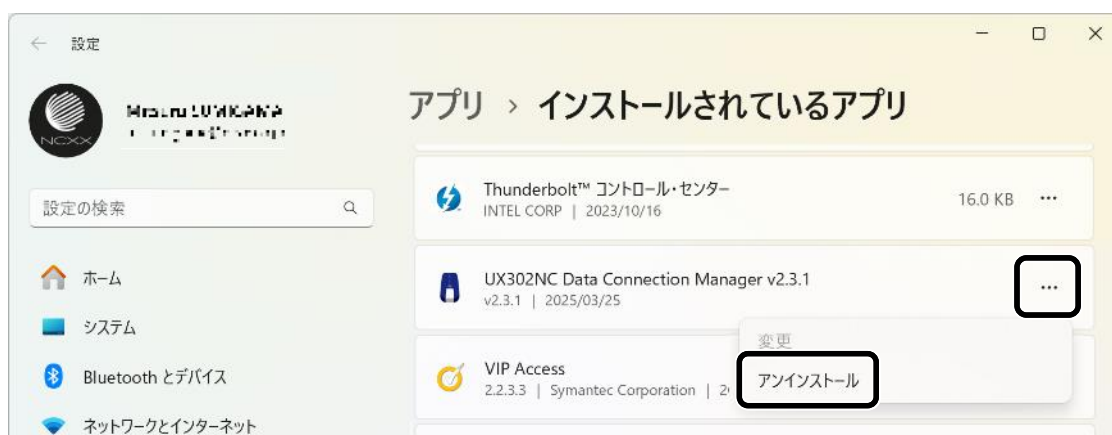 設定
NCXX
アプリ › インストールされているアプリ
設定の検索
ホーム
システム
Bluetooth とデバイス
ネットワークとインターネット
Thunderbolt™ コントロール・センター
16.0 KB
INTEL CORP | 2023/10/16
UX302NC Data Connection Manager v2.3.1
v2.3.1 | 2025/03/25
変更
アンインストール
VIP Access
2.2.3.3 | Symantec Corporation |